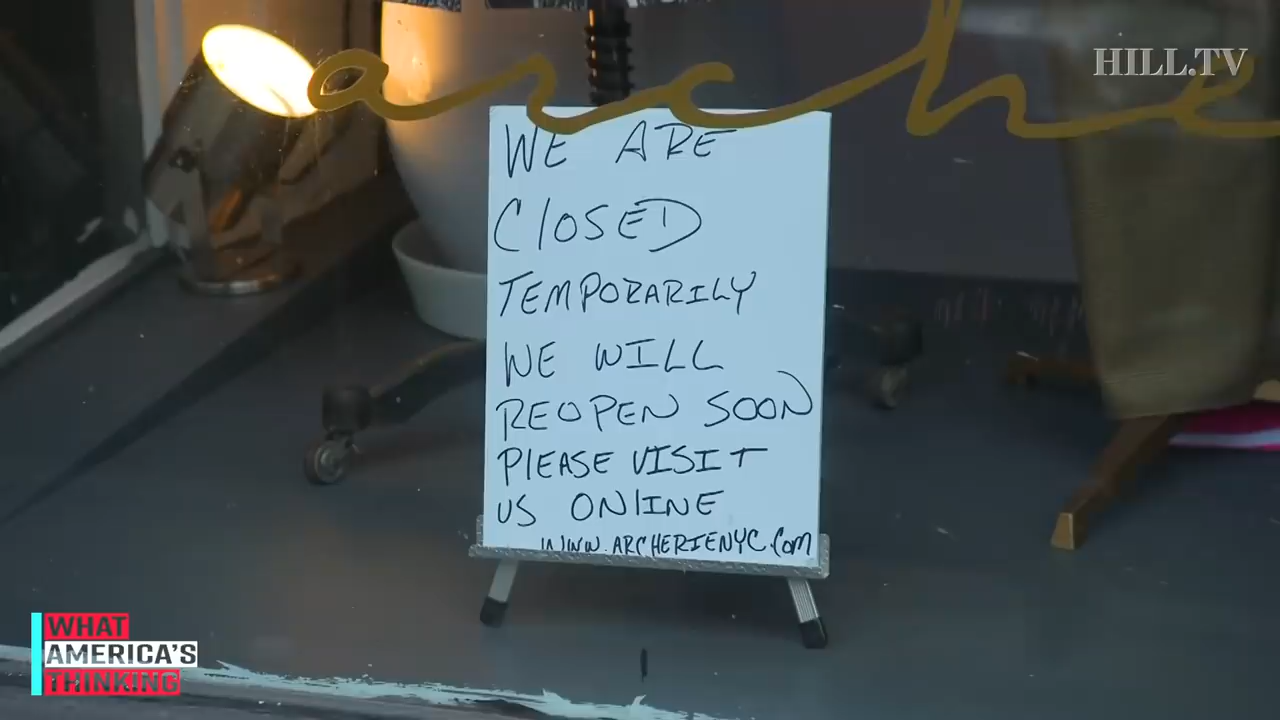 HILL.TV
arche
WE ARE
CLOSED
TEMPORARILY
WE WILL
REOPEN SOON
PLEASE VISIT
US ONLINE
WWW.ARCHERIENYC.COM
WHAT
AMERICA'S
THINKING